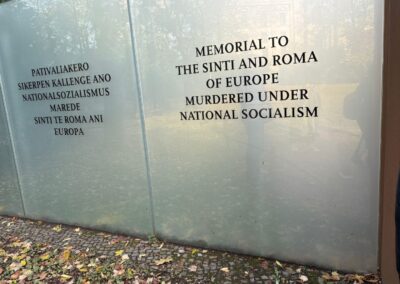 PATIVALIAKERO
SIKERPEN KALLENGE ANO
NATIONALSOZIALISMUS
MAREDE
SINTI TE ROMA ANI
EUROPA
MEMORIAL TO
THE SINTI AND ROMA
OF EUROPE
MURDERED UNDER
NATIONAL SOCIALISM